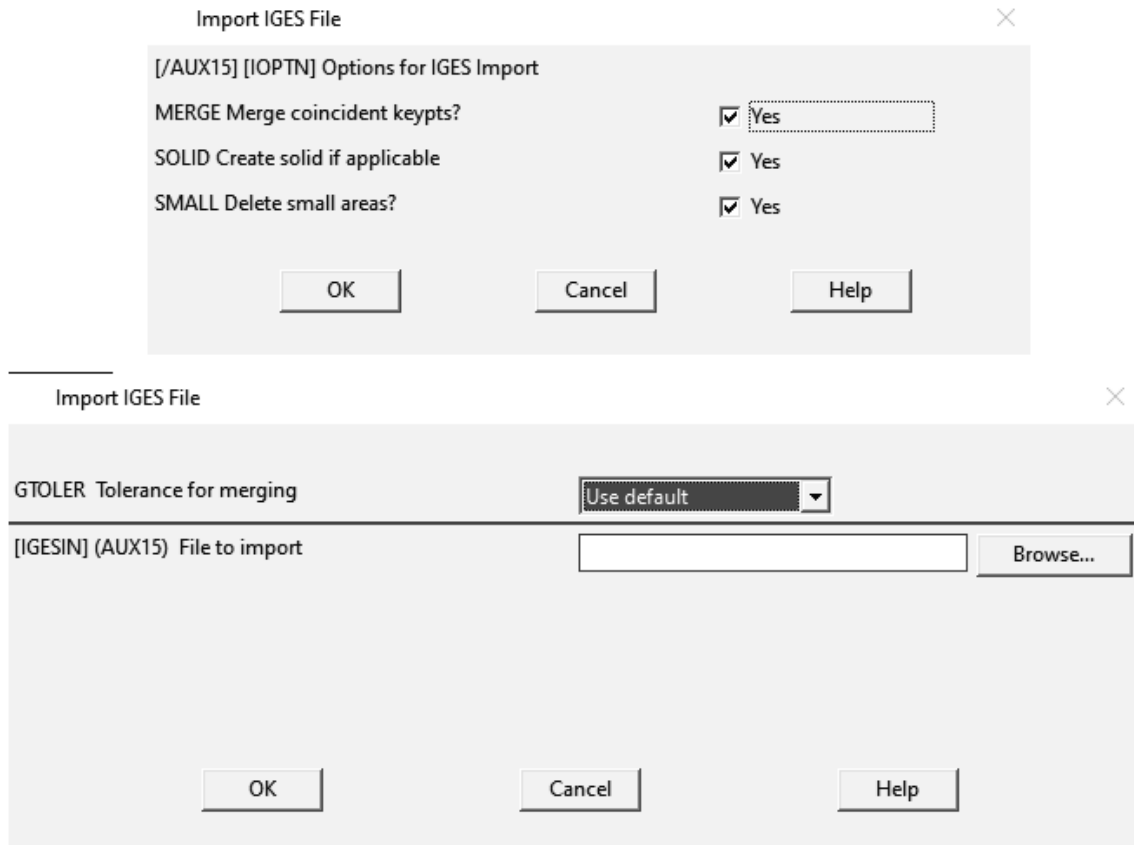 Import IGES File
[/AUX15] [IOPTN] Options for IGES Import
MERGE Merge coincident keypts? Yes
SOLID Create solid if applicable Yes
SMALL Delete small areas? Yes
OK Cancel Help
Import IGES File
GTOLER Tolerance for merging Use default
[IGESIN] (AUX15) File to import Browse...
OK Cancel Help